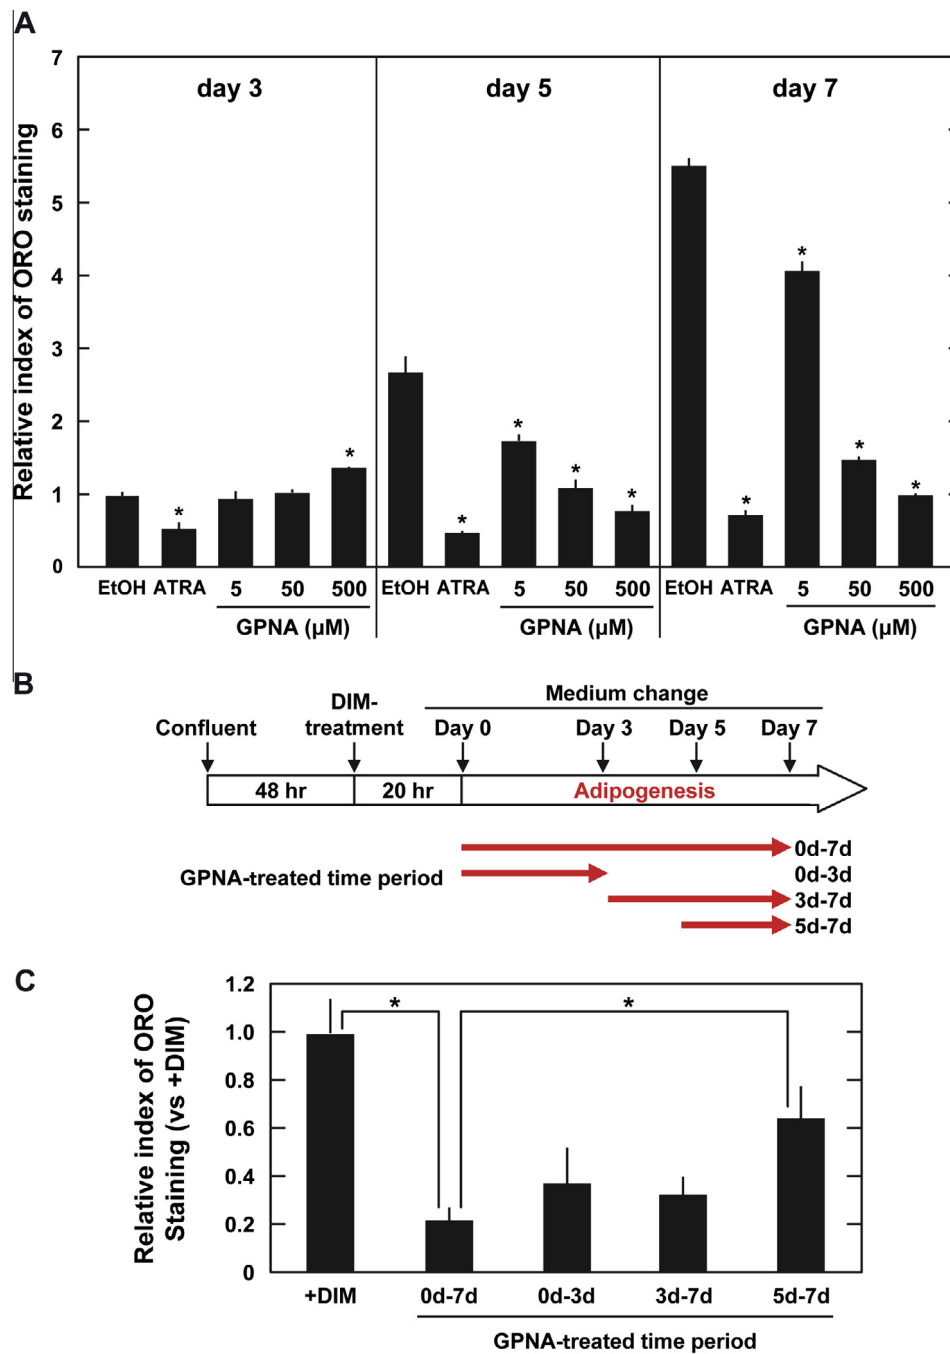 A
day 3 day 5 day 7
Relative index of ORO staining
7
6
5
4
3
2
1
0
* * * * * * * * *
EtOH ATRA 5 50 500 EtOH ATRA 5 50 500 EtOH ATRA 5 50 500
GPNA (μM) GPNA (μM) GPNA (μM)
B
Medium change
DIM-
Confluent treatment Day 0 Day 3 Day 5 Day 7
48 hr 20 hr Adipogenesis
0d-7d
GPNA-treated time period 0d-3d
3d-7d
5d-7d
C
Relative index of ORO
Staining (vs +DIM)
1.2
1.0
0.8
0.6
0.4
0.2
0
* *
+DIM 0d-7d 0d-3d 3d-7d 5d-7d
GPNA-treated time period